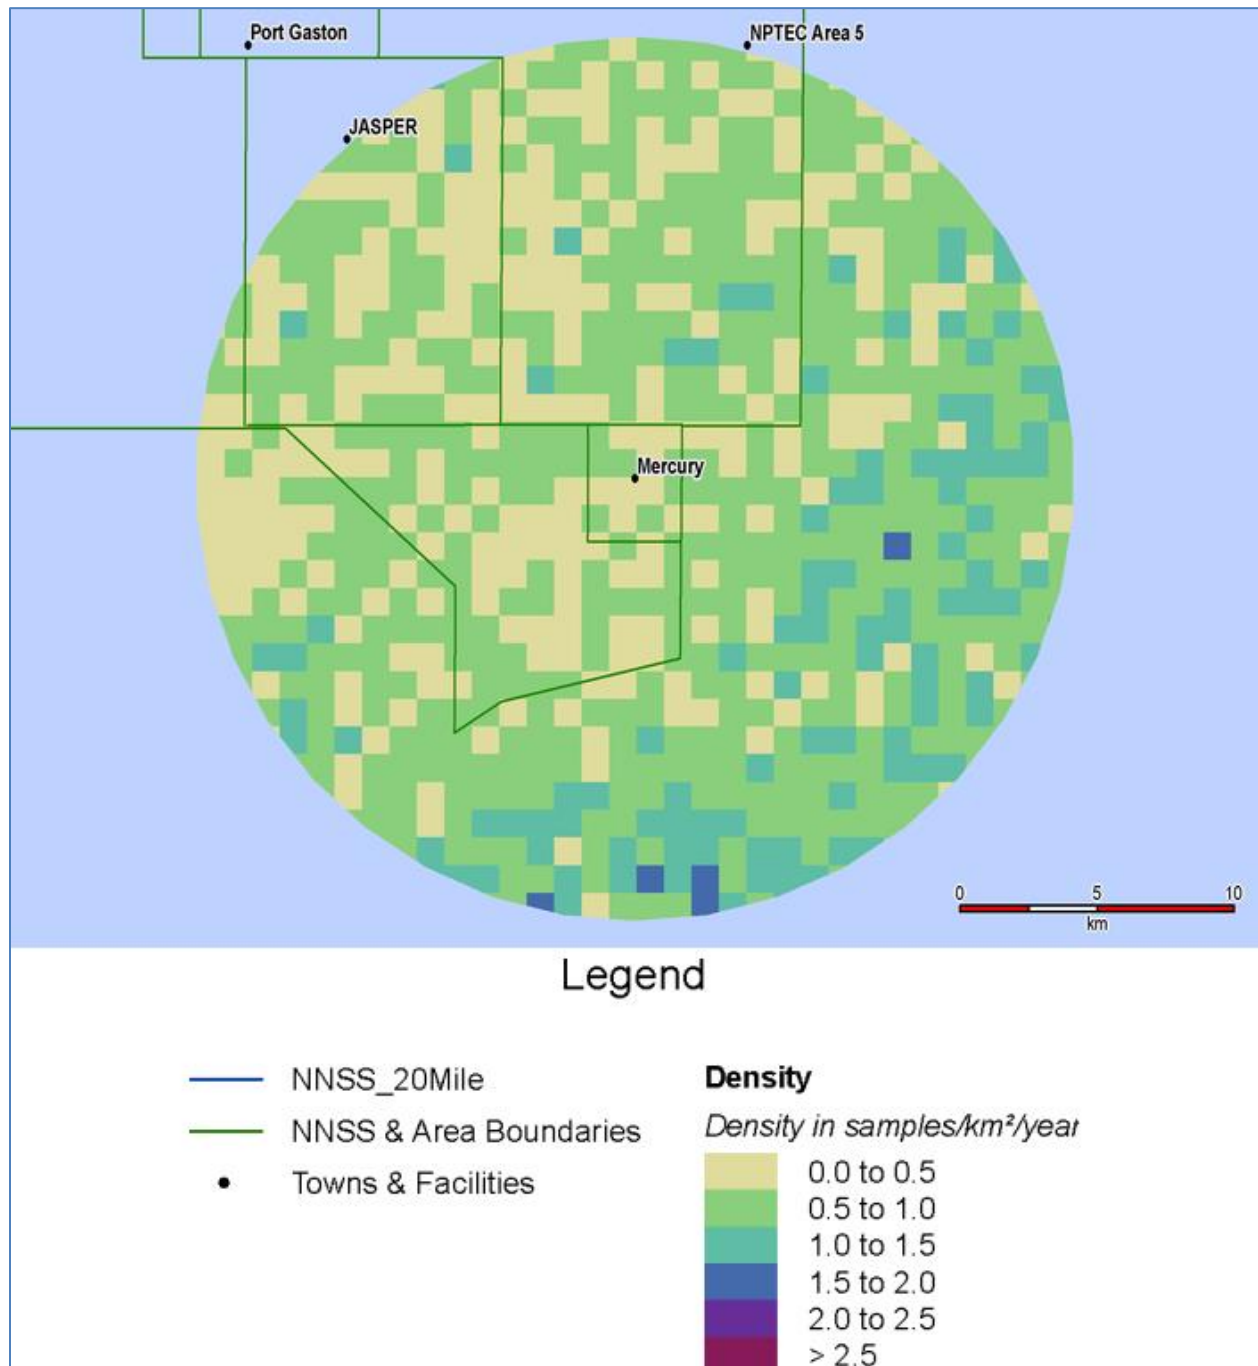 Port Gaston
NPTEC Area 5
JASPER
Mercury
0 5 10
km
Legend
NNSS_20Mile
NNSS & Area Boundaries
Towns & Facilities
Density
Density in samples/km²/year
0.0 to 0.5
0.5 to 1.0
1.0 to 1.5
1.5 to 2.0
2.0 to 2.5
> 2.5